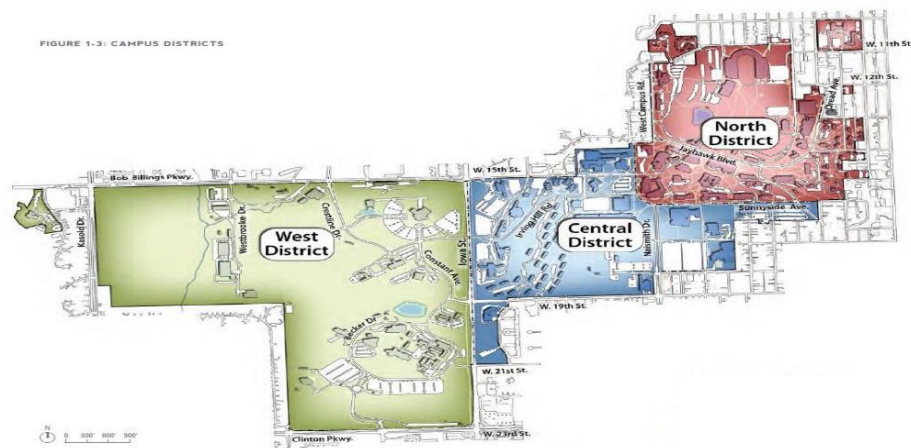 FIGURE 1-3: CAMPUS DISTRICTS
W. 11th St
W. 12th St.
West Campus Rd.
Oread Ave.
North
District
Jayhawk Blvd.
W. 15th St.
Bob Billings Pkwy.
Sunnyside Ave.
Kasold Dr.
Westbrooke Dr.
Crestline Dr.
West
District
Constant Ave.
Iowa St.
Irving Hill Rd.
Central
District
Naismith Dr.
W. 19th St.
Becker Dr.
W. 21st St.
Clinton Pkwy.
W. 23rd St.
N
0 300' 600' 900'